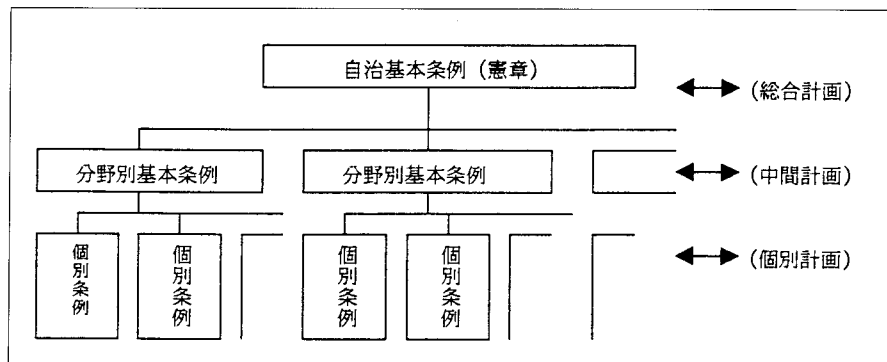 自治基本条例（憲章）
（総合計画）
分野別基本条例
分野別基本条例
（中間計画）
個別条例
個別条例
個別条例
個別条例
（個別計画）